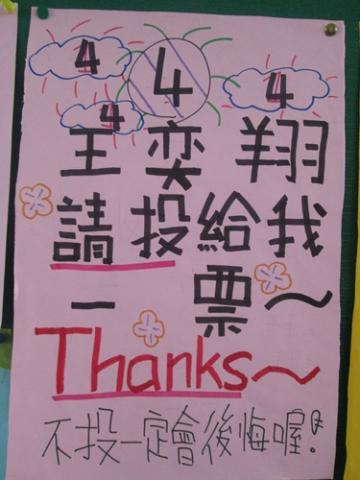 4 4 4
4
王奕翔
請投給我
一票～
Thanks～
不投一定會後悔喔!